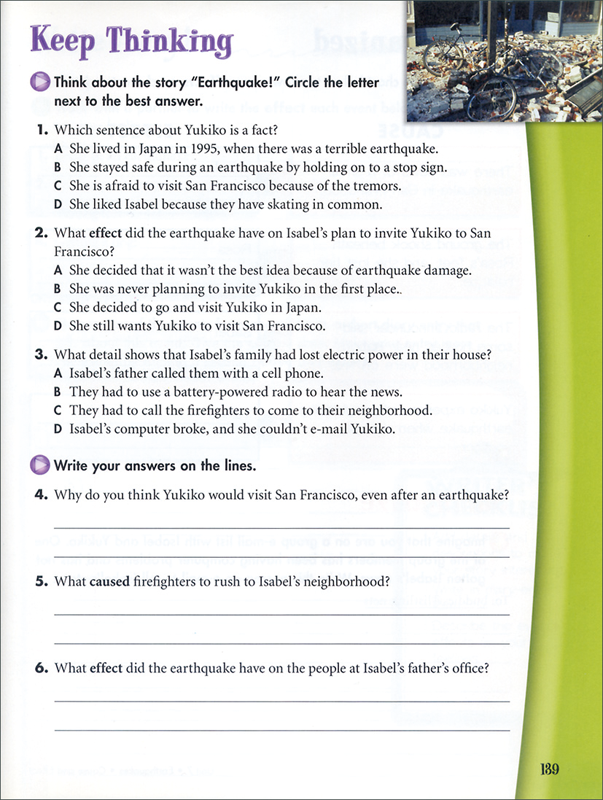 Keep Thinking
Think about the story “Earthquake!” Circle the letter
next to the best answer.
1. Which sentence about Yukiko is a fact?
A She lived in Japan in 1995, when there was a terrible earthquake.
B She stayed safe during an earthquake by holding on to a stop sign.
C She is afraid to visit San Francisco because of the tremors.
D She liked Isabel because they have skating in common.
2. What effect did the earthquake have on Isabel’s plan to invite Yukiko to San
Francisco?
A She decided that it wasn’t the best idea because of earthquake damage.
B She was never planning to invite Yukiko in the first place..
C She decided to go and visit Yukiko in Japan.
D She still wants Yukiko to visit San Francisco.
3. What detail shows that Isabel’s family had lost electric power in their house?
A Isabel’s father called them with a cell phone.
B They had to use a battery-powered radio to hear the news.
C They had to call the firefighters to come to their neighborhood.
D Isabel’s computer broke, and she couldn’t e-mail Yukiko.
Write your answers on the lines.
4. Why do you think Yukiko would visit San Francisco, even after an earthquake?
5. What caused firefighters to rush to Isabel’s neighborhood?
6. What effect did the earthquake have on the people at Isabel’s father’s office?
139